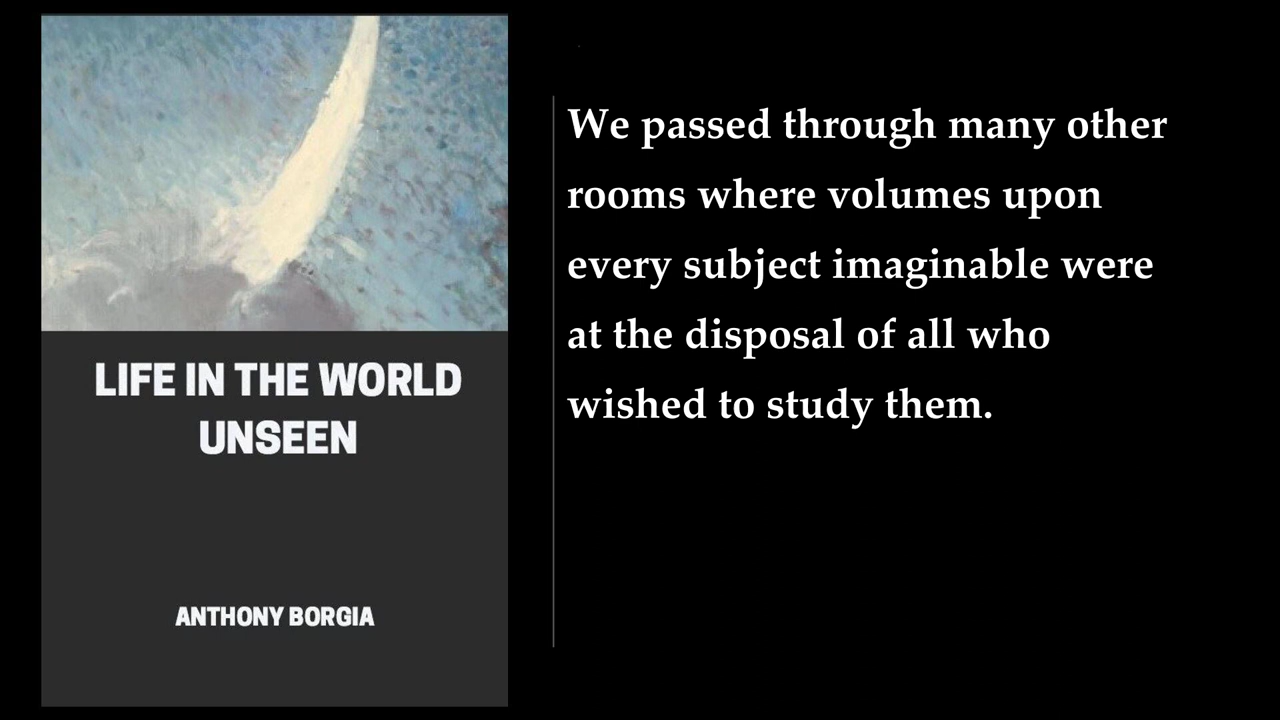 LIFE IN THE WORLD
UNSEEN
ANTHONY BORGIA
We passed through many other
rooms where volumes upon
every subject imaginable were
at the disposal of all who
wished to study them.